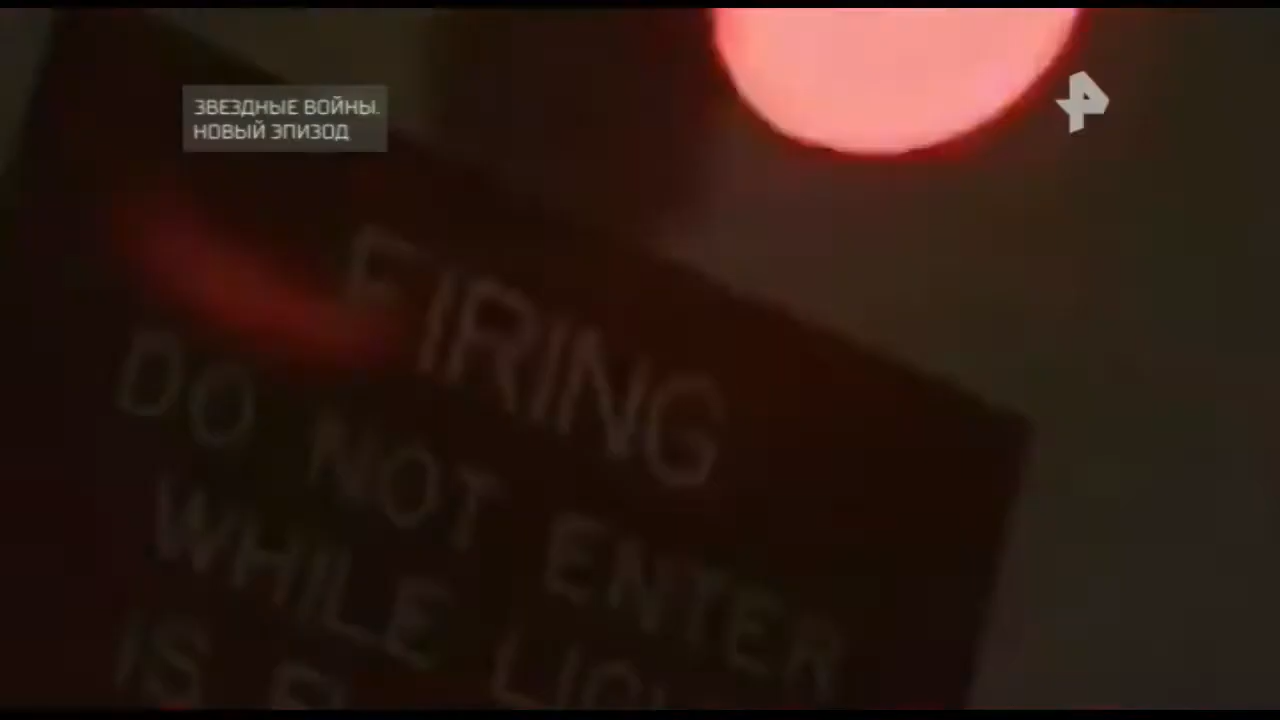 ЗВЕЗДНЫЕ ВОЙНЫ.
НОВЫЙ ЭПИЗОД
FIRING
DO NOT ENTER
WHILE
IS